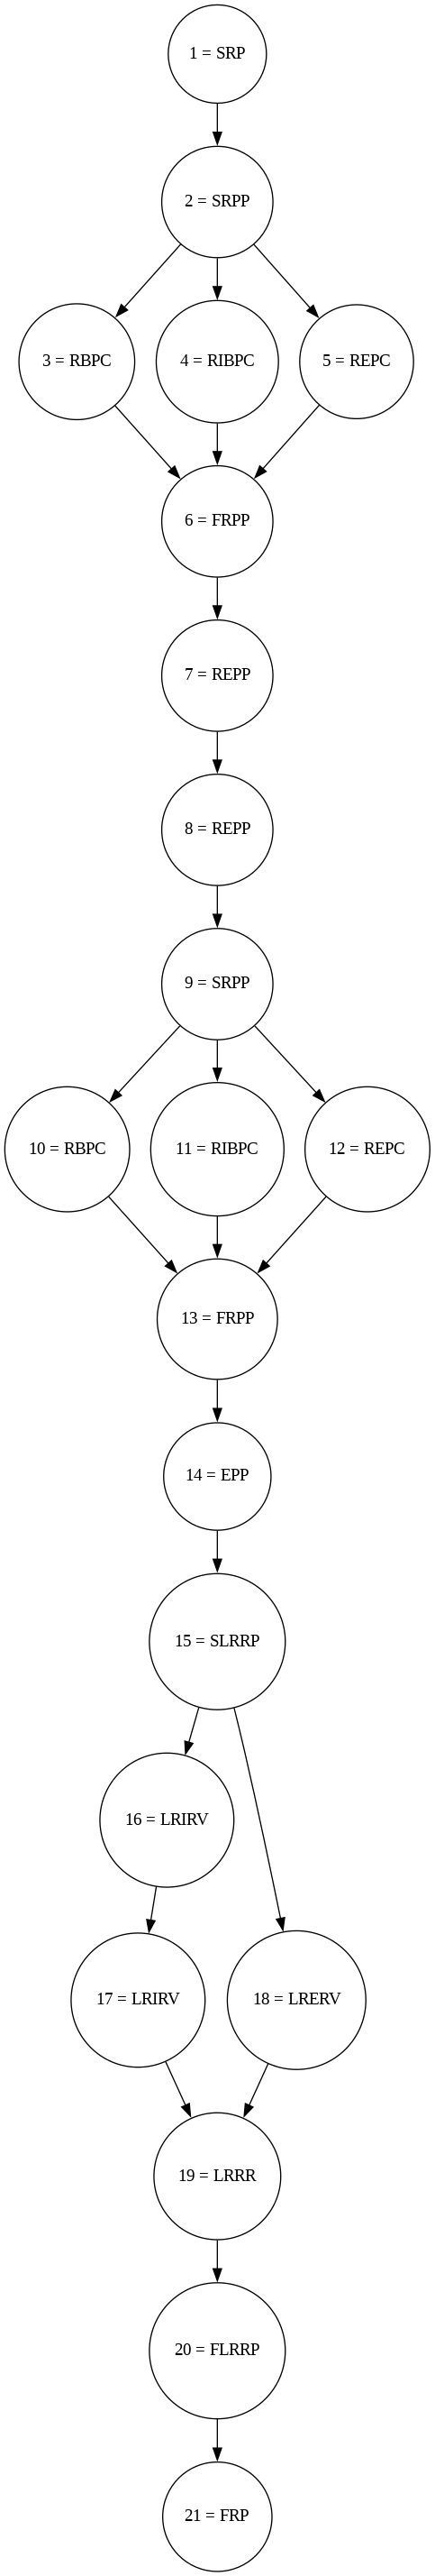 1 = SRP
2 = SRPP
3 = RBPC
4 = RIBPC
5 = REPC
6 = FRPP
7 = REPP
8 = REPP
9 = SRPP
10 = RBPC
11 = RIBPC
12 = REPC
13 = FRPP
14 = EPP
15 = SLRRP
16 = LRIRV
17 = LRIRV
18 = LRERV
19 = LRRR
20 = FLRRP
21 = FRP